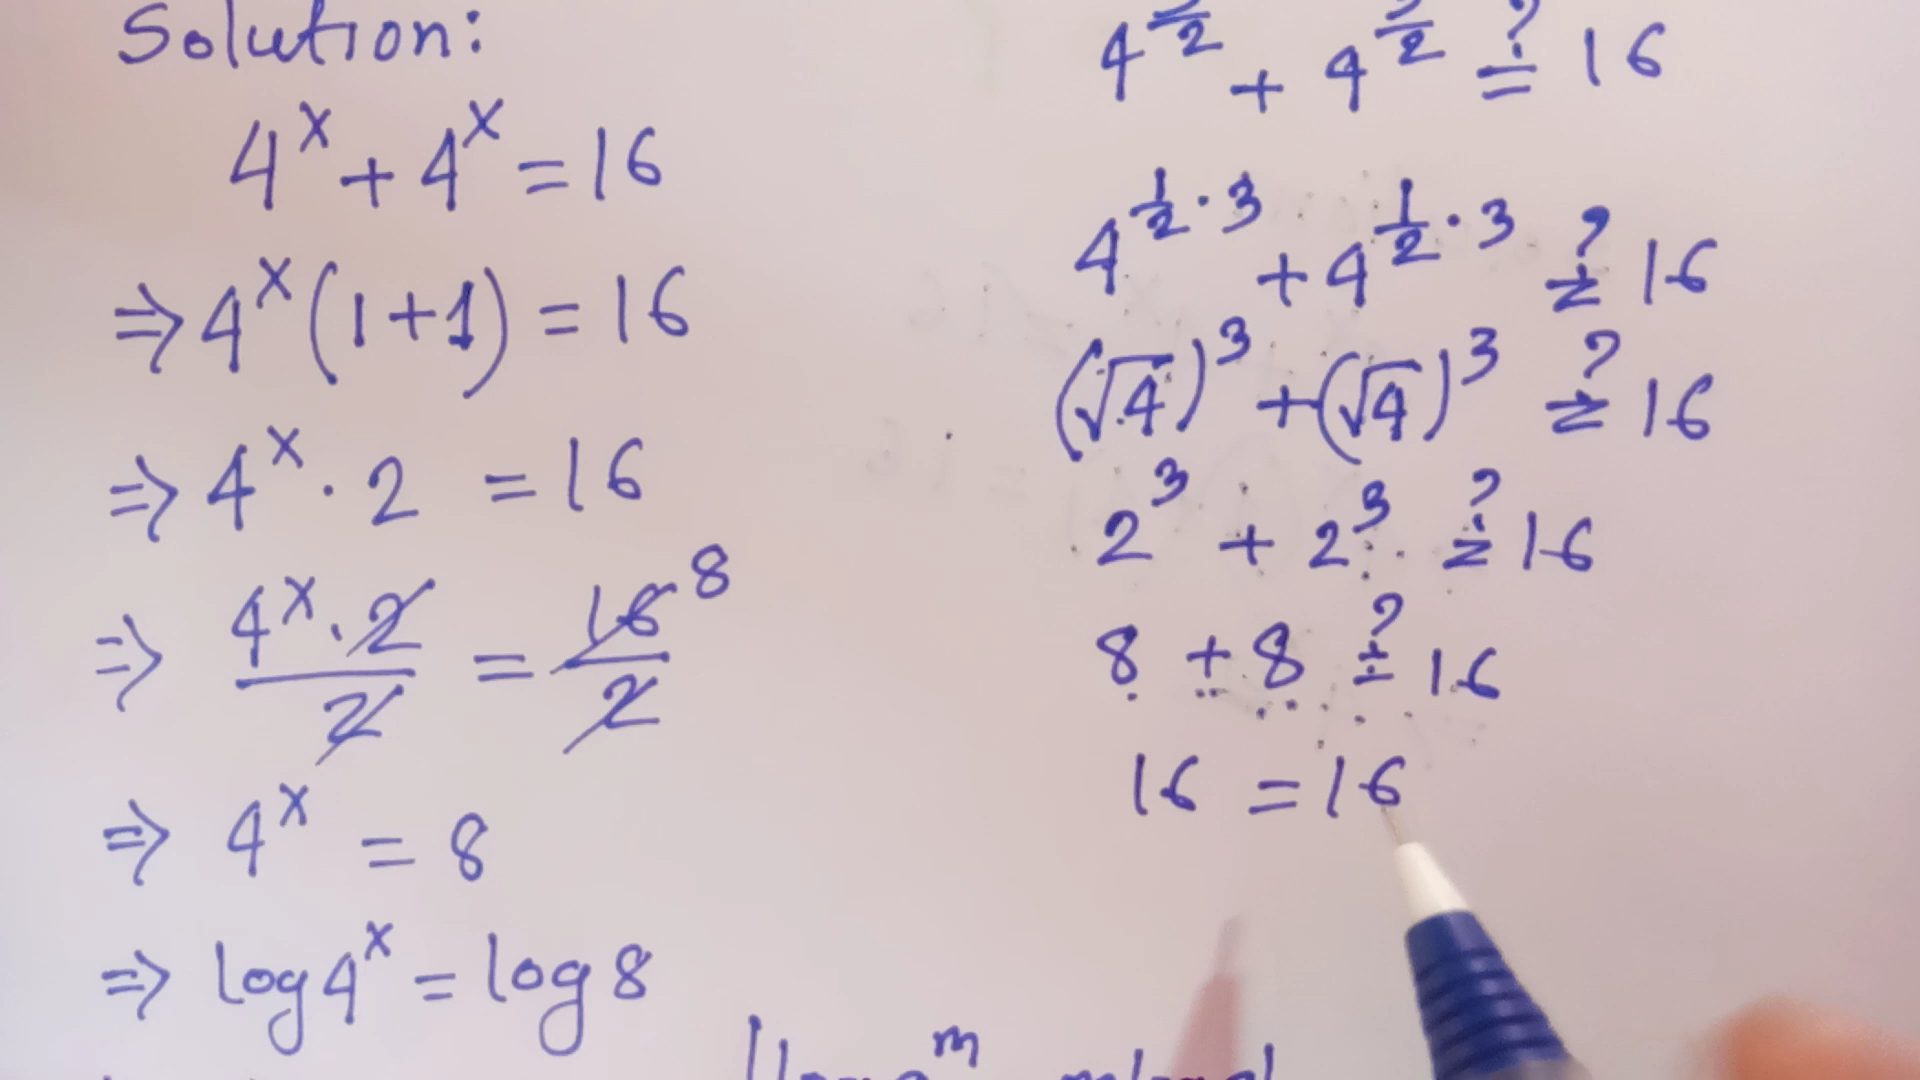 Solution:
4^x + 4^x = 16
⇒ 4^x (1+1) = 16
⇒ 4^x · 2 = 16
⇒ 4^x · 2 / 2 = 16 / 2 8
⇒ 4^x = 8
⇒ log 4^x = log 8
4^(3/2) + 4^(3/2) ?= 16
4^(1/2 · 3) + 4^(1/2 · 3) ?= 16
(√4)^3 + (√4)^3 ?= 16
2^3 + 2^3 ?= 16
8 + 8 ?= 16
16 = 16